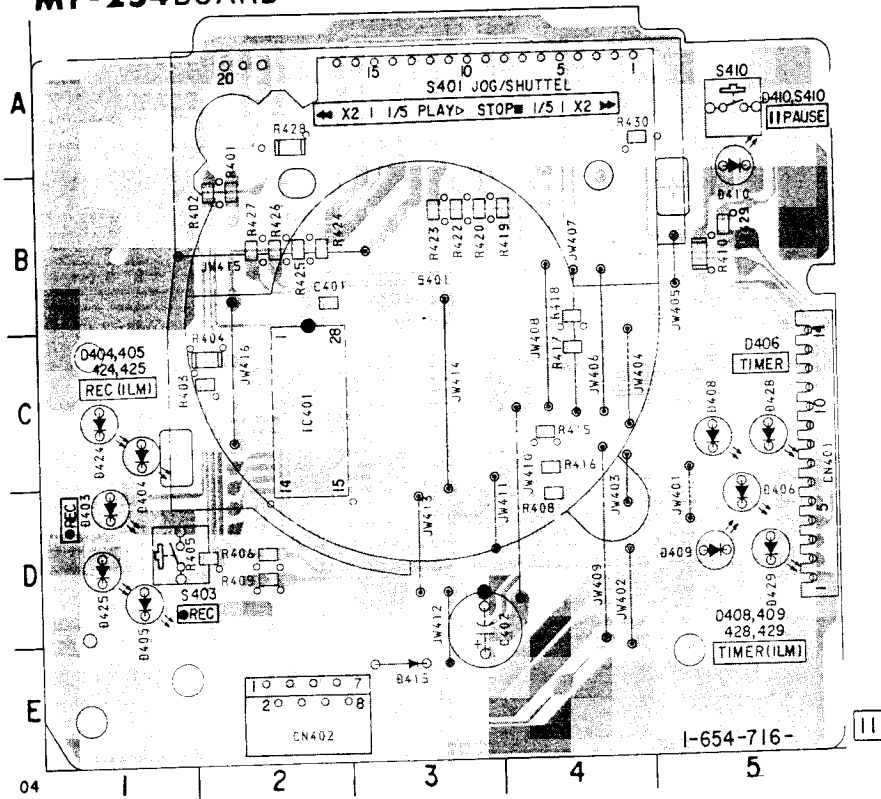 MF-254 BOARD
A
B
C
D
E
20 15 10 5 1
S401 JOG/SHUTTEL
◀◀ X2 | 1/5 PLAY▷ STOP■ 1/5 | X2 ▶▶
S410
D410,S410
II PAUSE
R430
R428
D410
R401
R402
R427
R426
R425
R424
R423
R422
R420
R419
JW407
R410
JW415
C401
S401
R418
JW405
R404
JW416
1 28
JW408
R417
JW406
JW404
14
D404,405
424,425
REC (ILM)
D406
TIMER
R403
IC401
JW414
D408
D428
10
D424
R415
CN401
D404
14 15
JW410
R416
JW403
JW401
D406
D403
●REC
JW413
JW411
R408
5
R405
R406
D409
D425
R409
JW409
JW402
D429
1
S403
●REC
D405
JW412
C402
D408,409
428,429
TIMER(ILM)
D415
1 7
2 8
CN402
1-654-716-
11
04 1 2 3 4 5